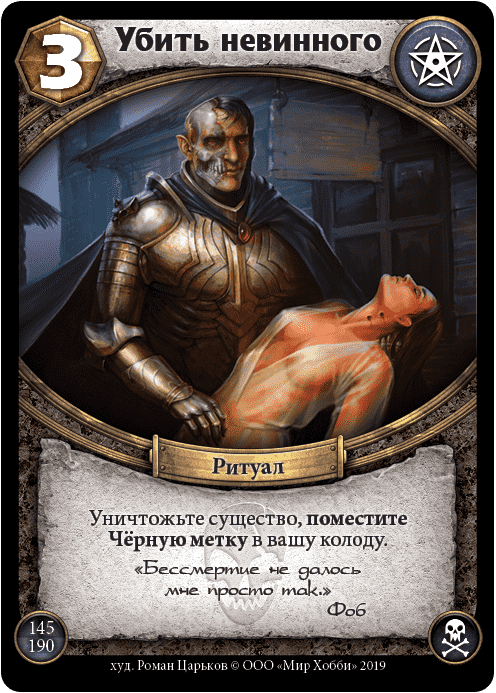 3
Убить невинного
Ритуал
Уничтожьте существо, поместите
Чёрную метку в вашу колоду.
«Бессмертие не далось
мне просто так.»
Фоб
145
190
худ. Роман Царьков © ООО «Мир Хобби» 2019